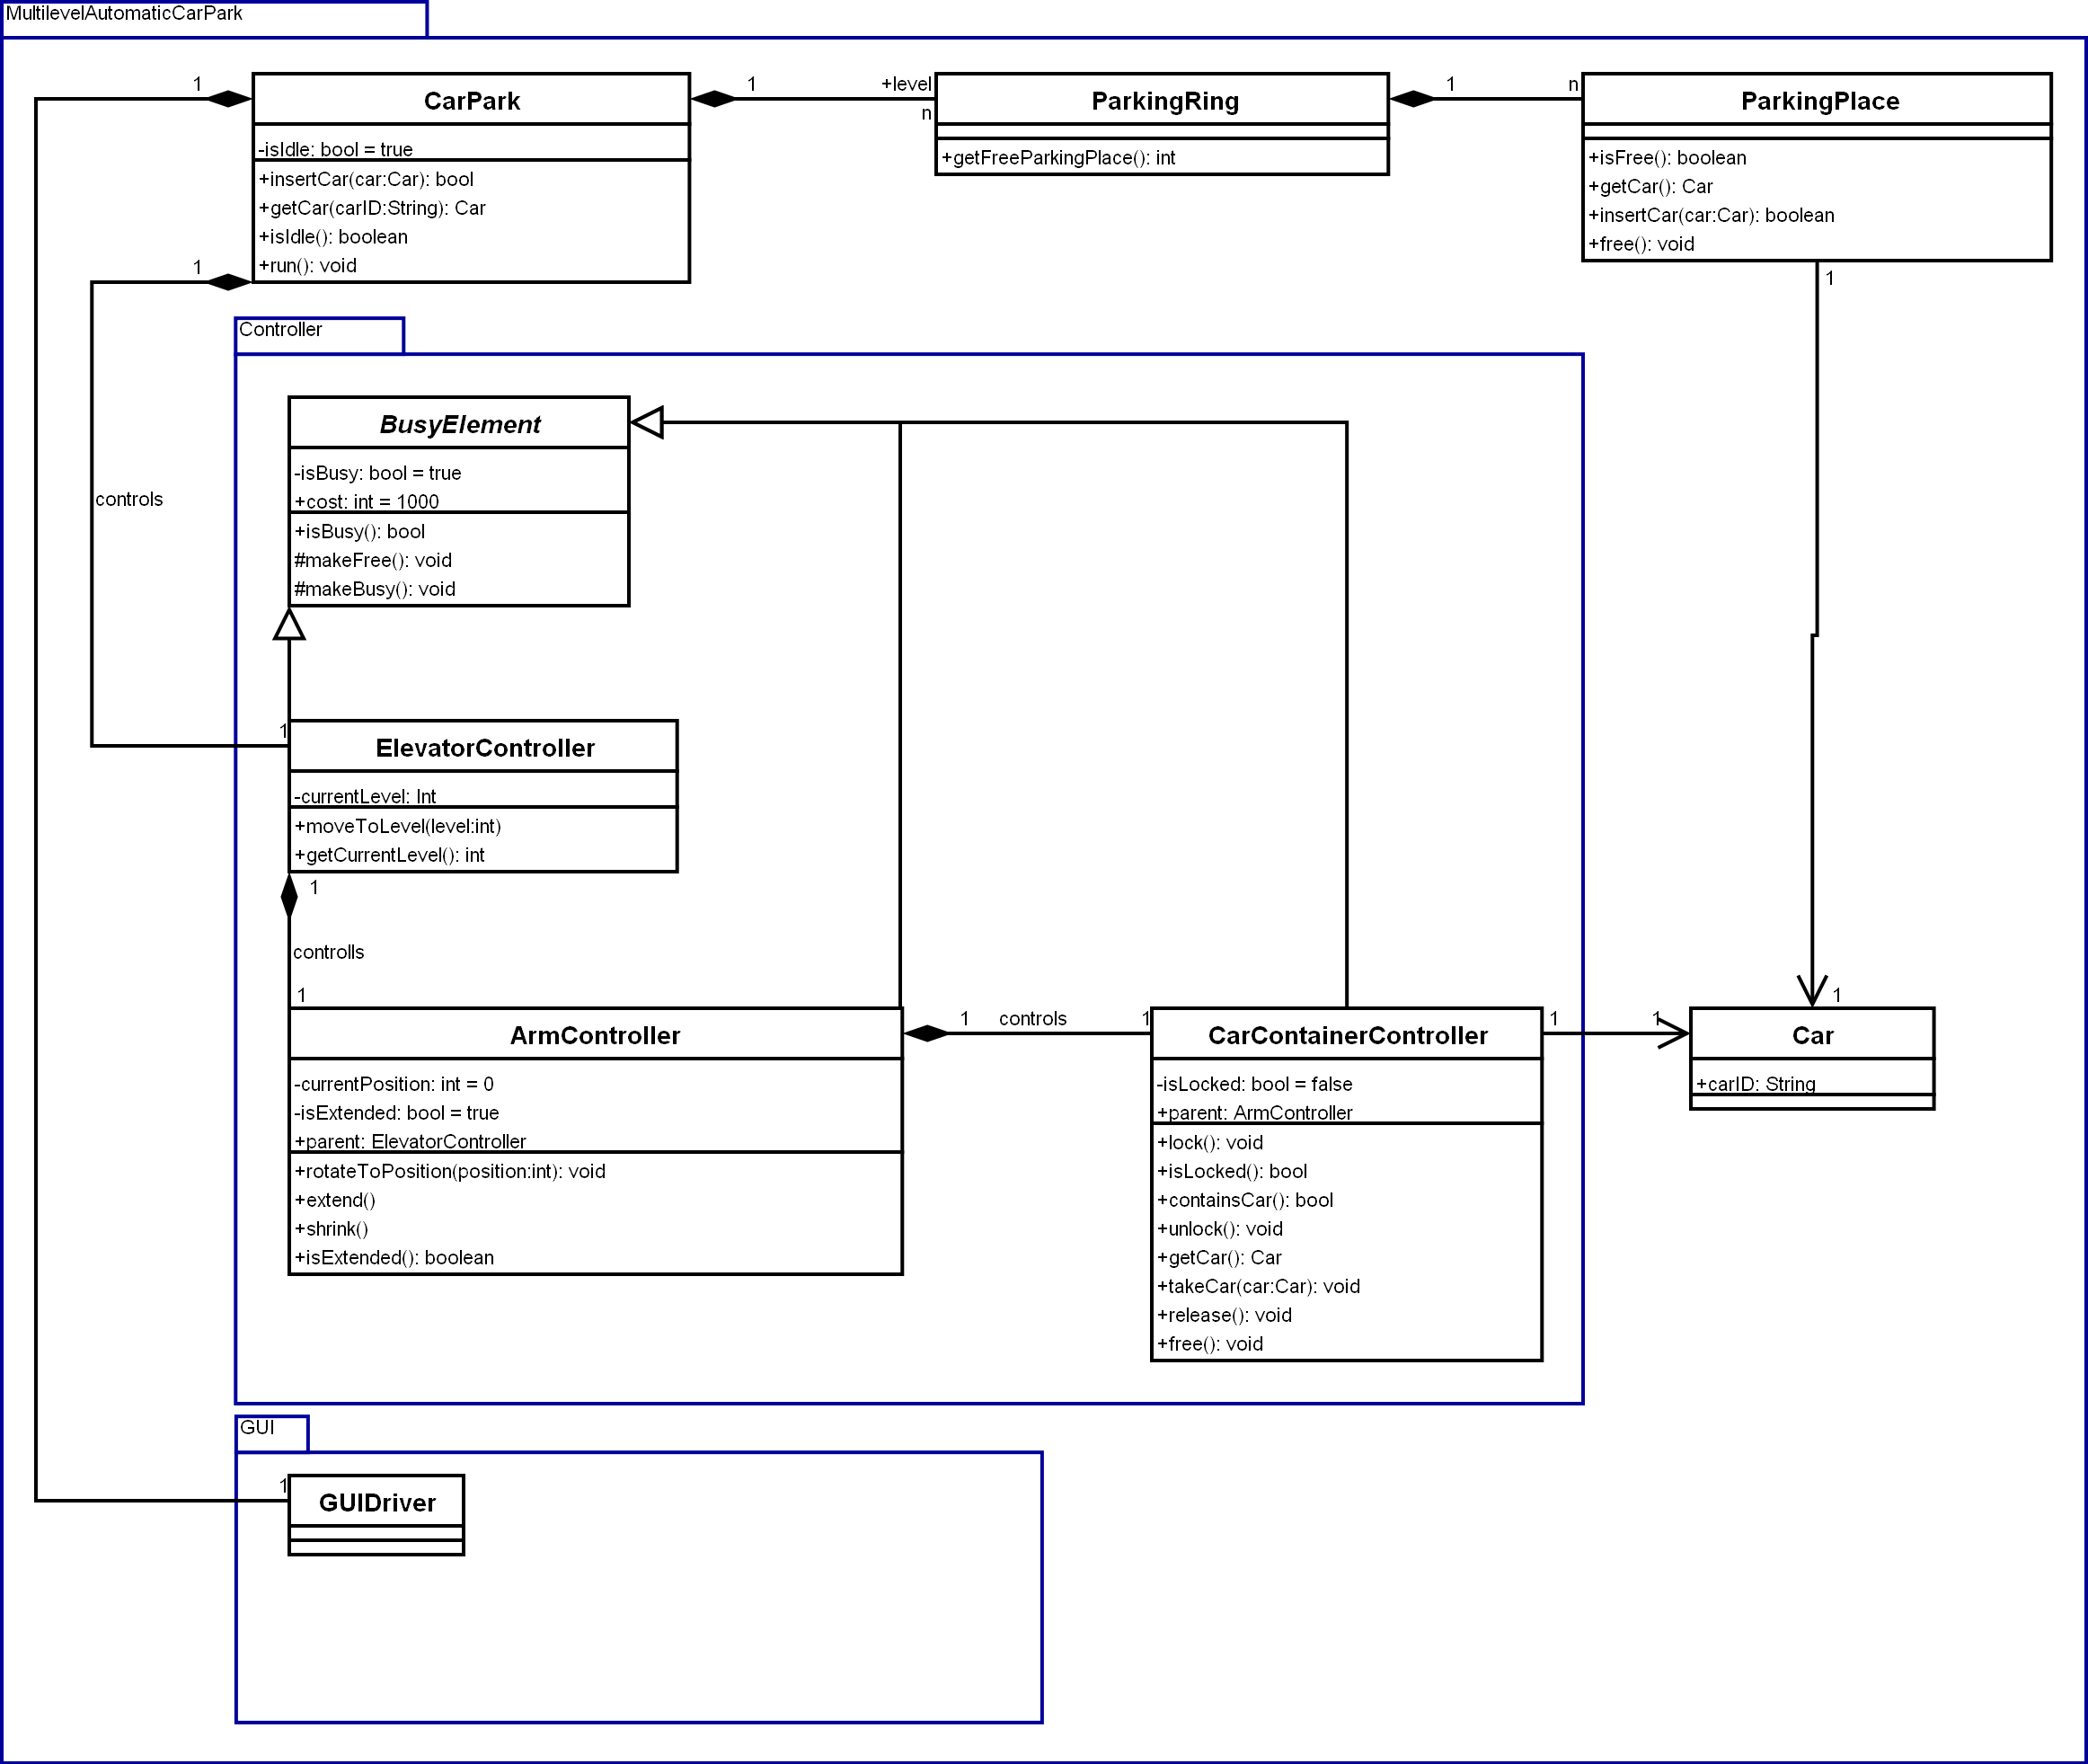 MultilevelAutomaticCarPark
1
CarPark
-isIdle: bool = true
+insertCar(car:Car): bool
+getCar(carID:String): Car
+isIdle(): boolean
+run(): void
1
1
+level
n
ParkingRing
+getFreeParkingPlace(): int
1
n
ParkingPlace
+isFree(): boolean
+getCar(): Car
+insertCar(car:Car): boolean
+free(): void
1
Controller
BusyElement
-isBusy: bool = true
+cost: int = 1000
+isBusy(): bool
#makeFree(): void
#makeBusy(): void
controls
1
ElevatorController
-currentLevel: Int
+moveToLevel(level:int)
+getCurrentLevel(): int
1
controlls
1
ArmController
-currentPosition: int = 0
-isExtended: bool = true
+parent: ElevatorController
+rotateToPosition(position:int): void
+extend()
+shrink()
+isExtended(): boolean
1
controls
1
CarContainerController
-isLocked: bool = false
+parent: ArmController
+lock(): void
+isLocked(): bool
+containsCar(): bool
+unlock(): void
+getCar(): Car
+takeCar(car:Car): void
+release(): void
+free(): void
1
1
1
Car
+carID: String
GUI
1
GUIDriver